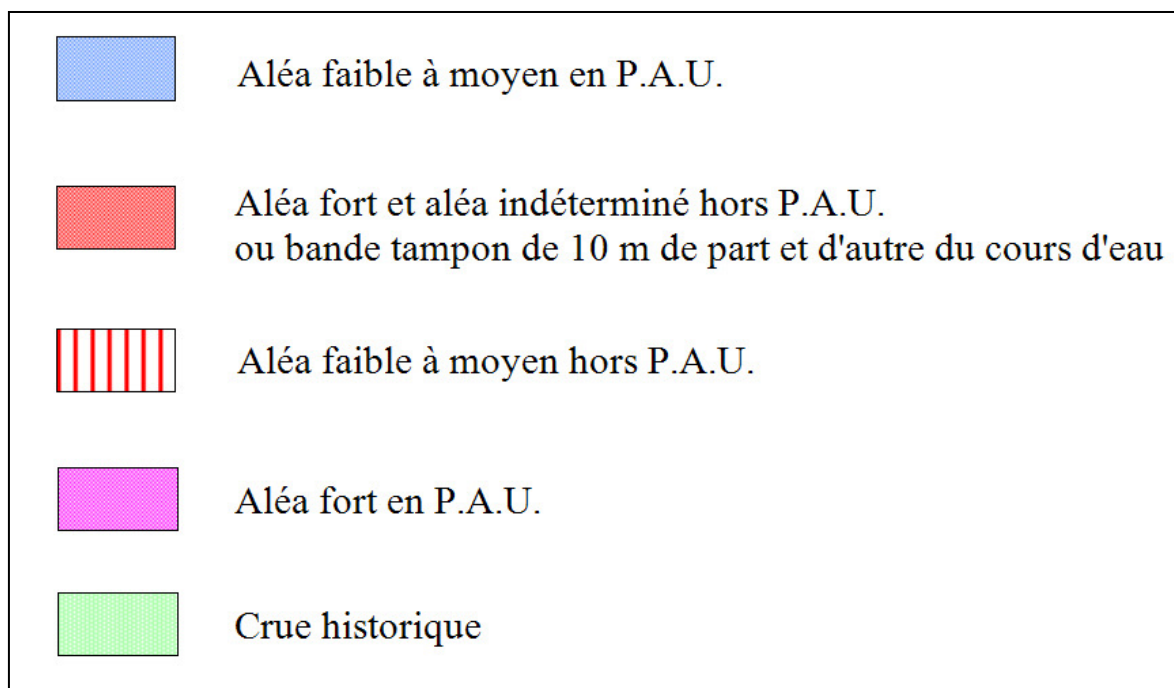 Aléa faible à moyen en P.A.U.
Aléa fort et aléa indéterminé hors P.A.U.
ou bande tampon de 10 m de part et d'autre du cours d'eau
Aléa faible à moyen hors P.A.U.
Aléa fort en P.A.U.
Crue historique